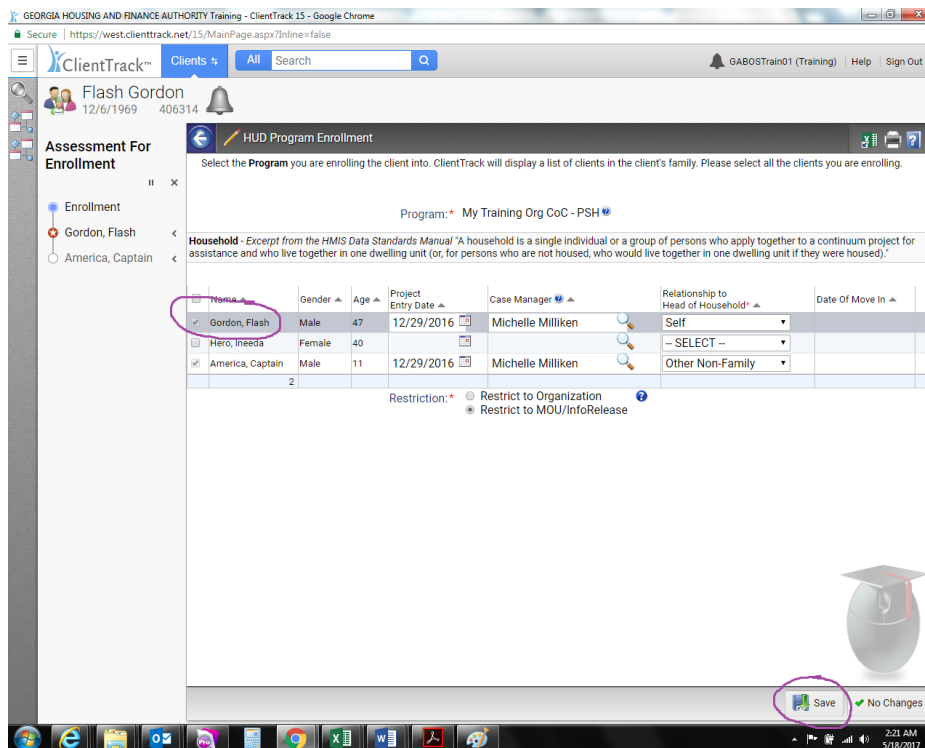 GEORGIA HOUSING AND FINANCE AUTHORITY Training - ClientTrack 15 - Google Chrome
Secure | https://west.clienttrack.net/15/MainPage.aspx?Inline=false
ClientTrack™ Clients All Search GABOSTrain01 (Training) Help Sign Out
Flash Gordon
12/6/1969 406314
HUD Program Enrollment
Assessment For
Enrollment
Enrollment
Gordon, Flash
America, Captain
Select the Program you are enrolling the client into. ClientTrack will display a list of clients in the client's family. Please select all the clients you are enrolling.
Program:* My Training Org CoC - PSH
Household - Excerpt from the HMIS Data Standards Manual "A household is a single individual or a group of persons who apply together to a continuum project for
assistance and who live together in one dwelling unit (or, for persons who are not housed, who would live together in one dwelling unit if they were housed)."
Name Gender Age Project Entry Date Case Manager Relationship to Head of Household* Date Of Move In
Gordon, Flash Male 47 12/29/2016 Michelle Milliken Self
Hero, Ineeda Female 40 -- SELECT --
America, Captain Male 11 12/29/2016 Michelle Milliken Other Non-Family
2
Restriction:* Restrict to Organization
Restrict to MOU/InfoRelease
Save No Changes
2:21 AM
5/18/2017